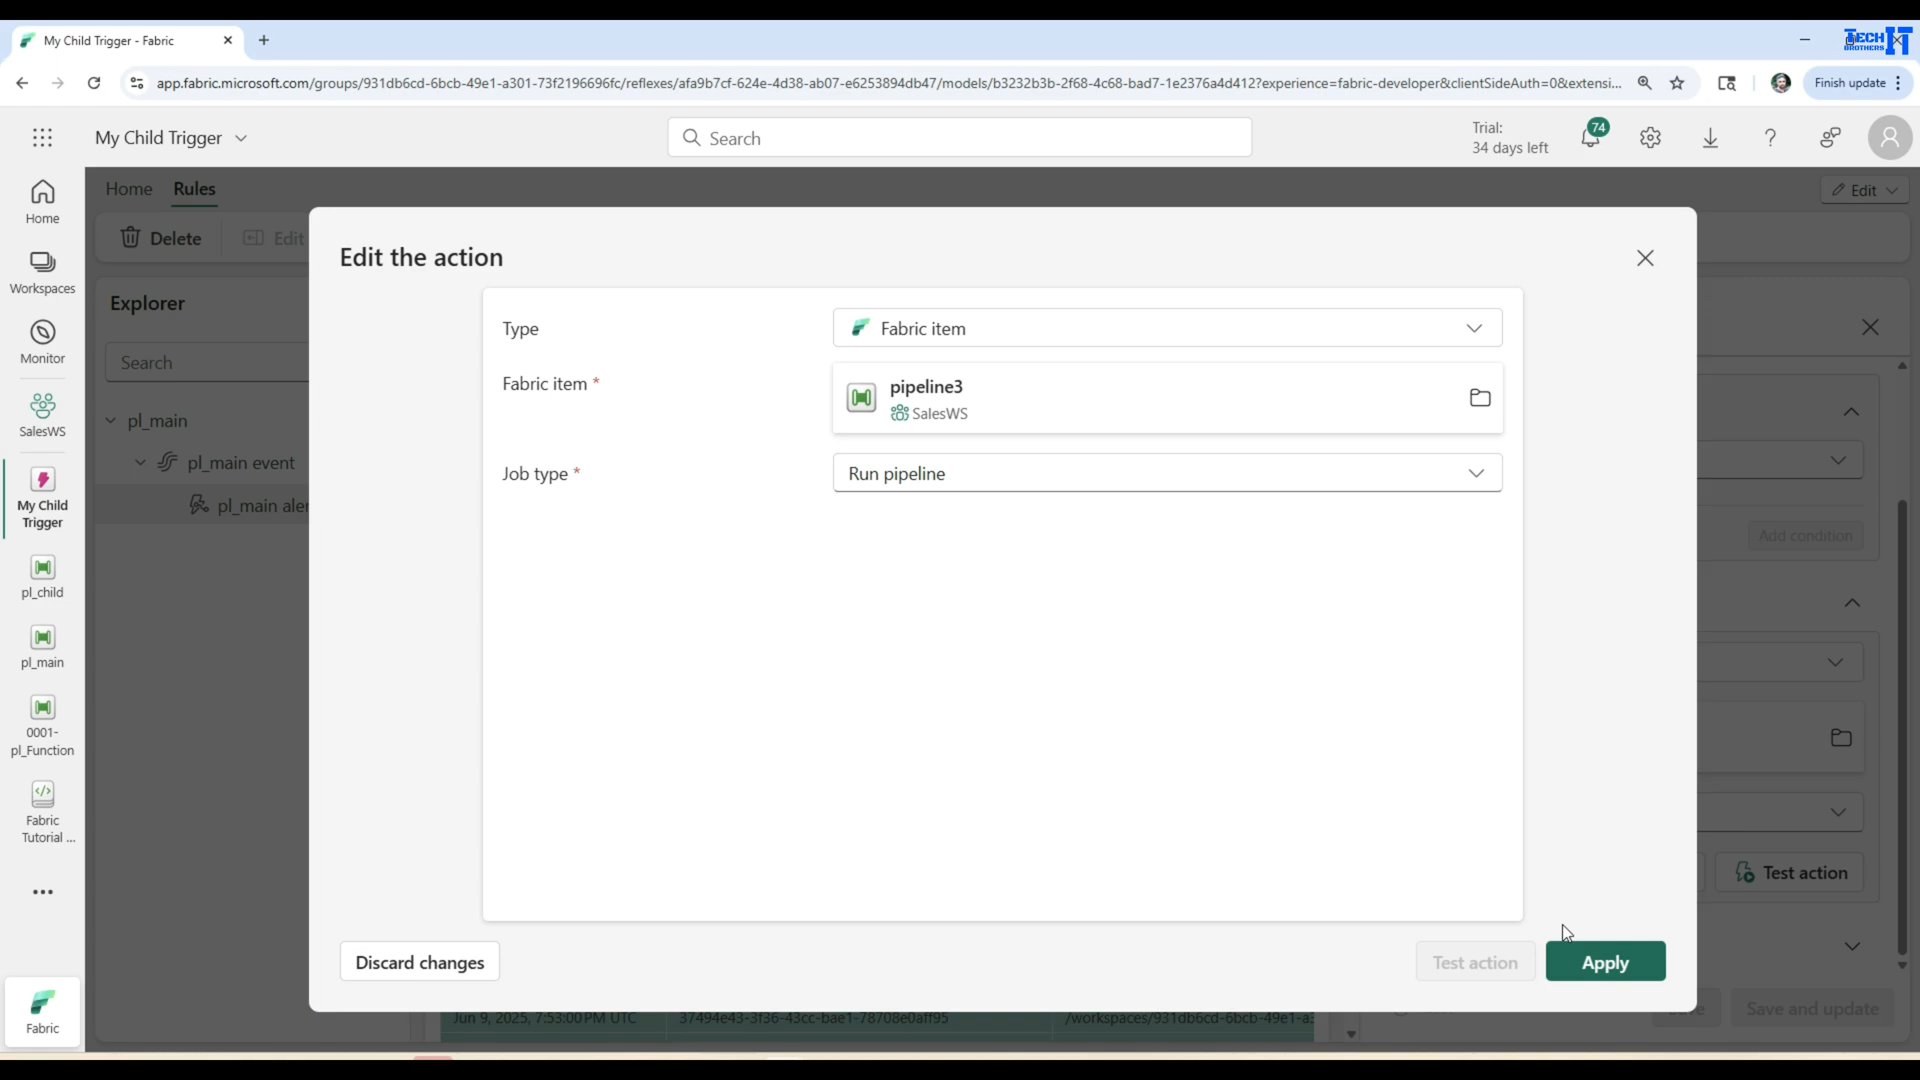 My Child Trigger - Fabric
TECH IT
BROTHERS
app.fabric.microsoft.com/groups/931db6cd-6bcb-49e1-a301-73f2196696fc/reflexes/afa9b7cf-624e-4d38-ab07-e6253894db47/models/b3232b3b-2f68-4c68-bad7-1e2376a4d412?experience=fabric-developer&clientSideAuth=0&extensi...
Finish update
My Child Trigger
Search
Trial:
34 days left
74
Home
Rules
Edit
Delete
Edit
Home
Workspaces
Monitor
SalesWS
My Child
Trigger
pl_child
pl_main
0001-
pl_Function
Fabric
Tutorial ...
Fabric
Explorer
Search
pl_main
pl_main event
pl_main aler
Edit the action
Type
Fabric item
Fabric item *
pipeline3
SalesWS
Job type *
Run pipeline
Discard changes
Test action
Apply
Add condition
Test action
Save and update
Jun 9, 2025, 7:53:00 PM UTC
37494e43-3f36-43cc-bae1-78708e0aff95
/workspaces/931db6cd-6bcb-49e1-a3